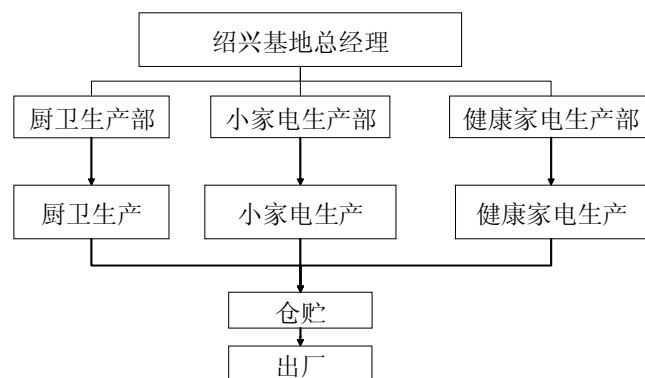 绍兴基地总经理
厨卫生产部
小家电生产部
健康家电生产部
厨卫生产
小家电生产
健康家电生产
仓贮
出厂